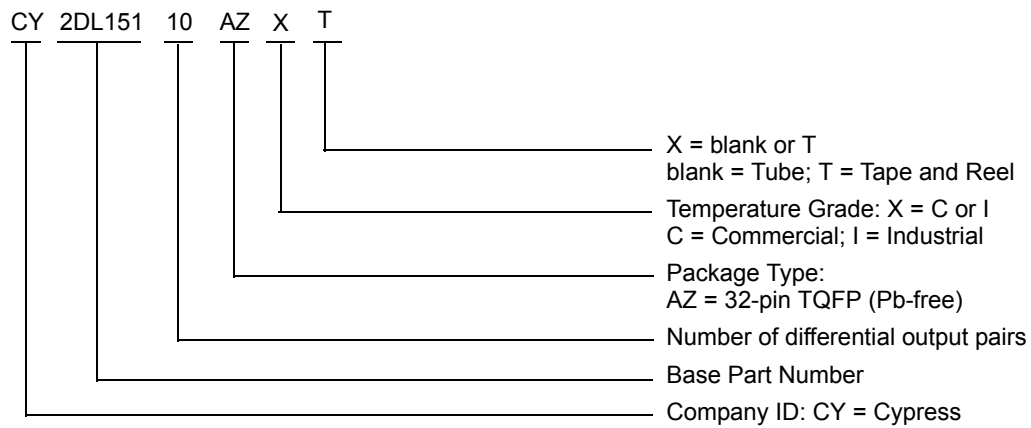 CY 2DL151 10 AZ X T
X = blank or T
blank = Tube; T = Tape and Reel
Temperature Grade: X = C or I
C = Commercial; I = Industrial
Package Type:
AZ = 32-pin TQFP (Pb-free)
Number of differential output pairs
Base Part Number
Company ID: CY = Cypress